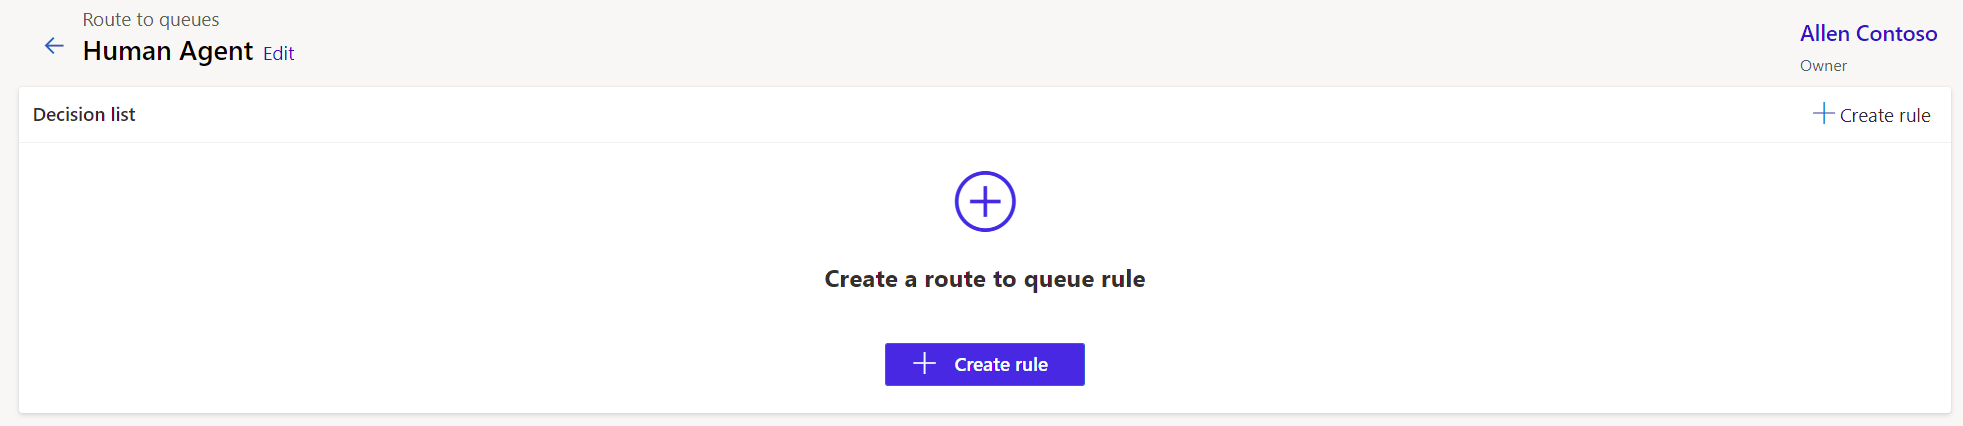 Route to queues
Human Agent Edit
Allen Contoso
Owner
Decision list
Create rule
Create a route to queue rule
Create rule